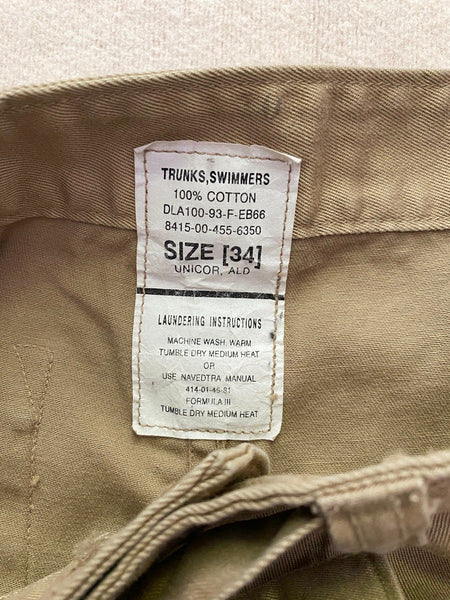 TRUNKS,SWIMMERS
100% COTTON
DLA100-93-F-EB66
8415-00-455-6350
SIZE [34]
UNICOR, ALD
LAUNDERING INSTRUCTIONS
MACHINE WASH, WARM
TUMBLE DRY MEDIUM HEAT
OR
USE NAVEDTRA MANUAL
414-01-45-81
FORMULA III
TUMBLE DRY MEDIUM HEAT